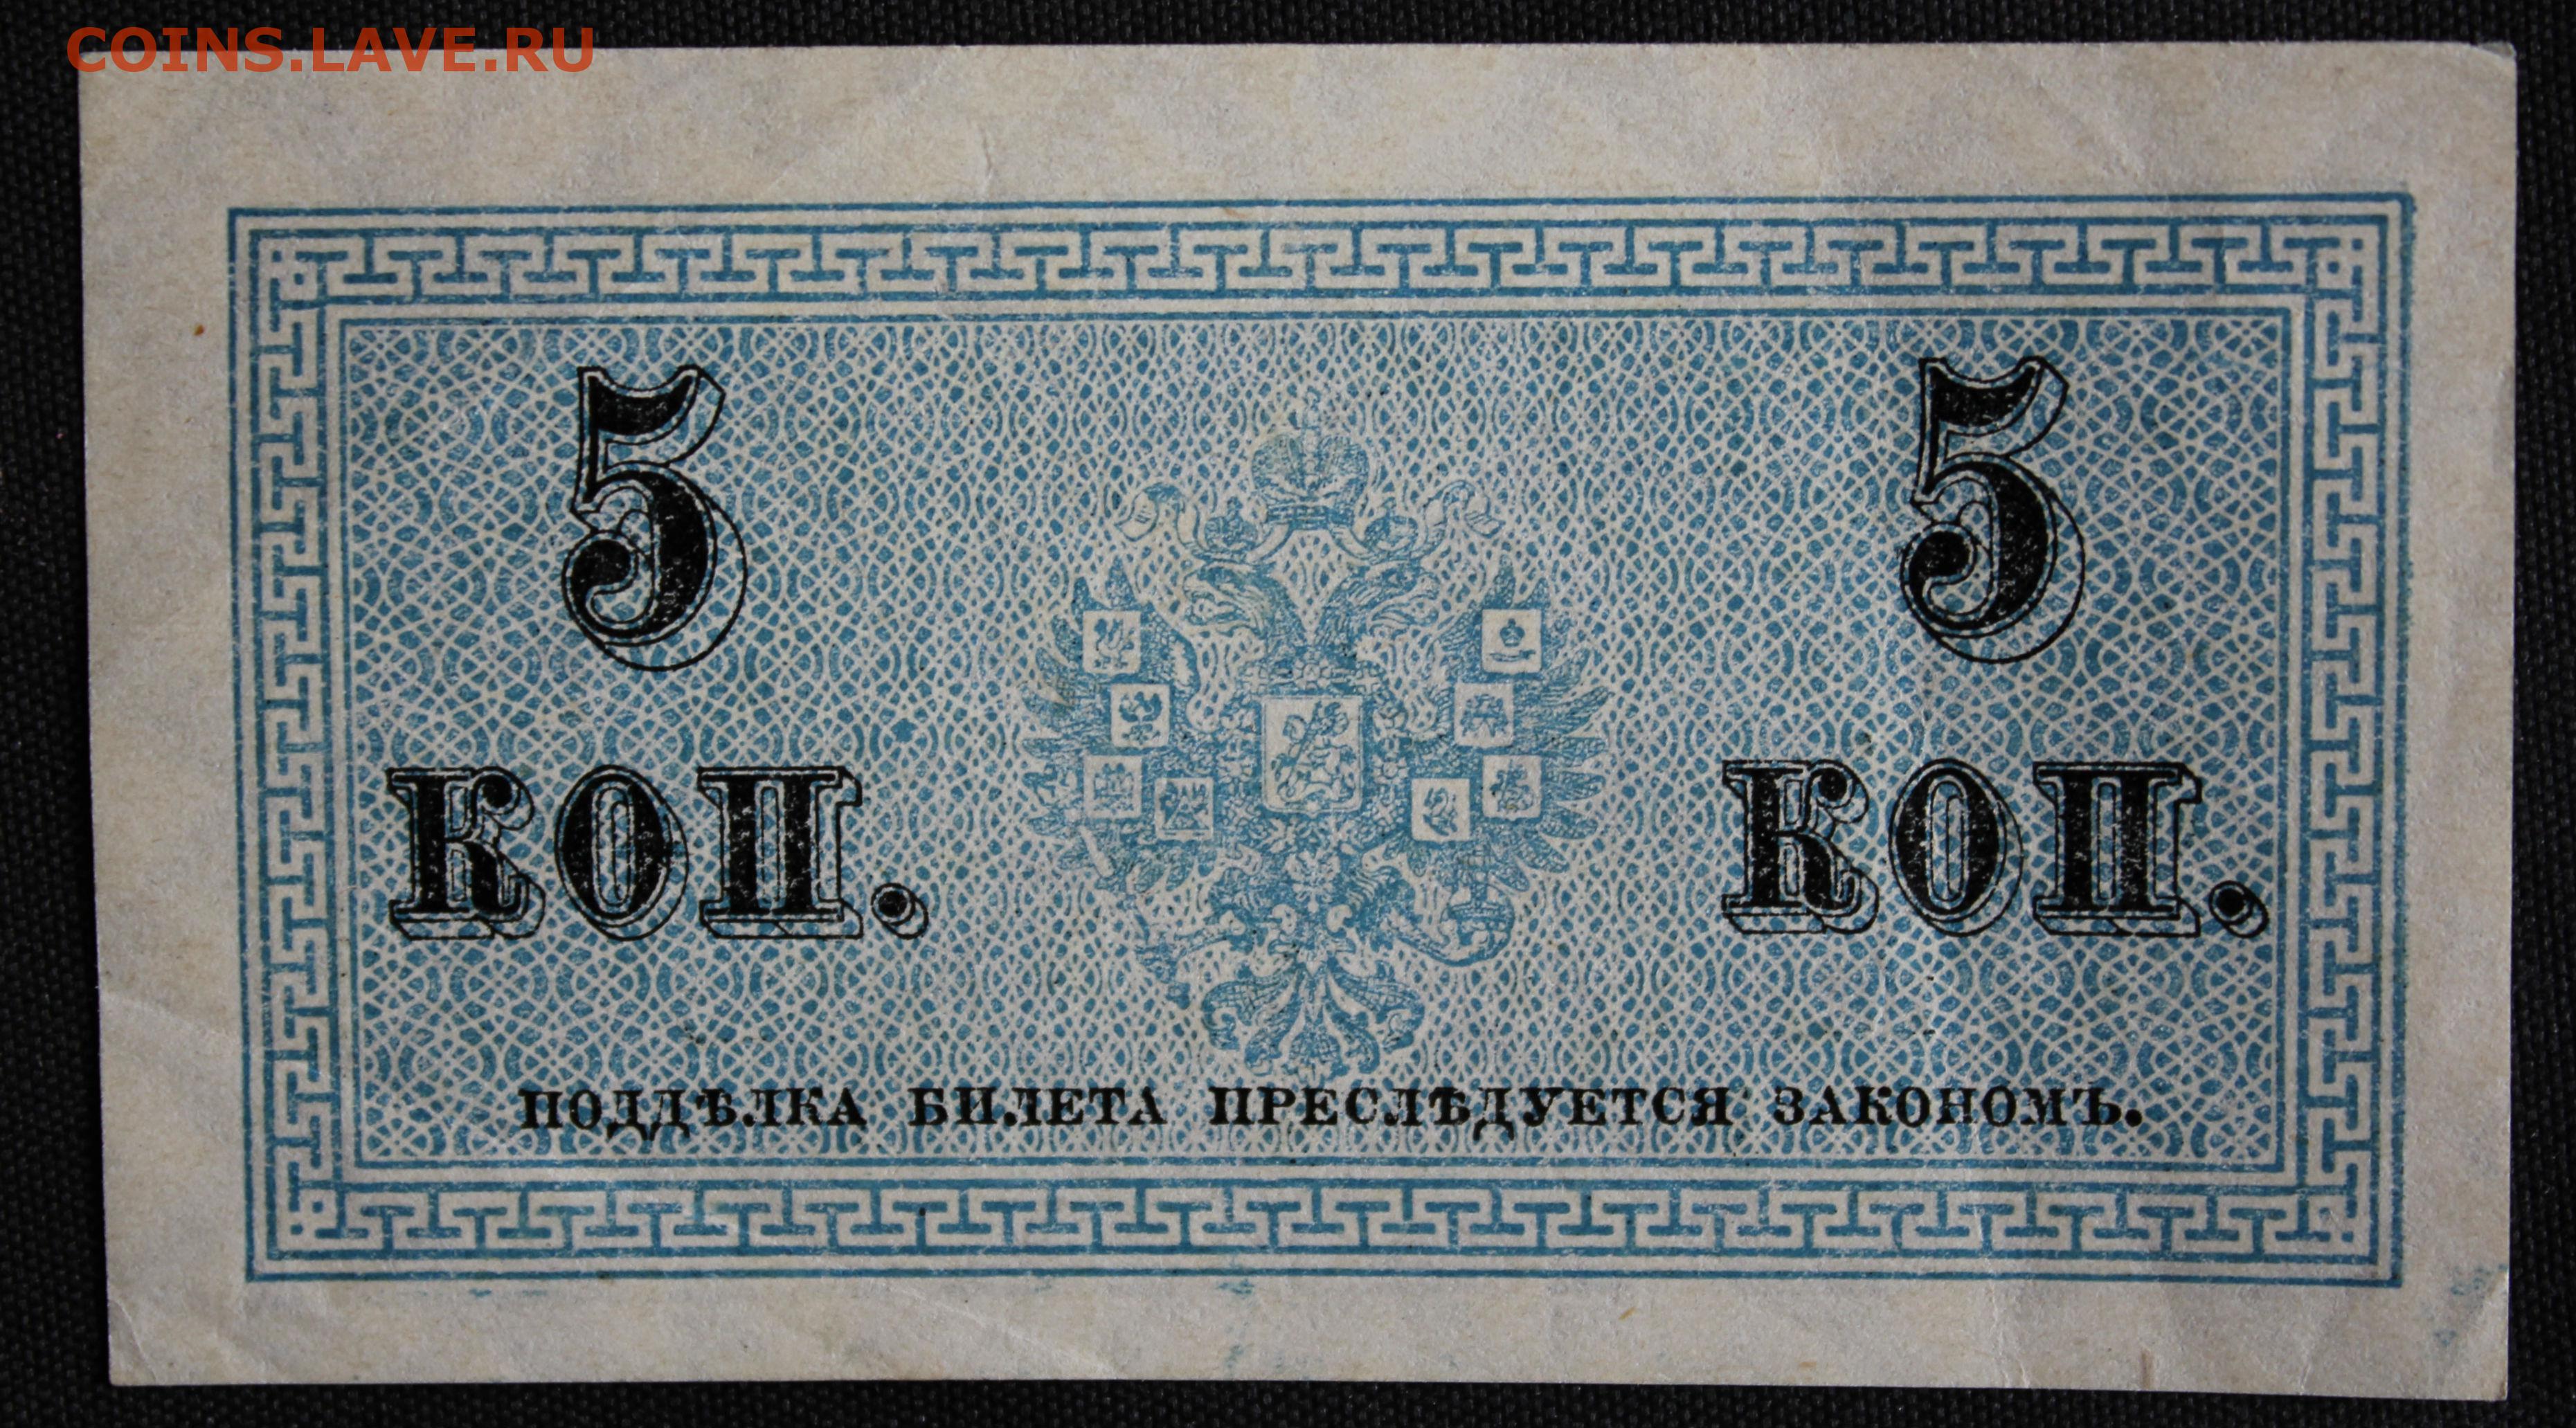 COINS.LAVE.RU
5 5
КОП. КОП.
ПОДДѢЛКА БИЛЕТА ПРЕСЛѢДУЕТСЯ ЗАКОНОМЪ.